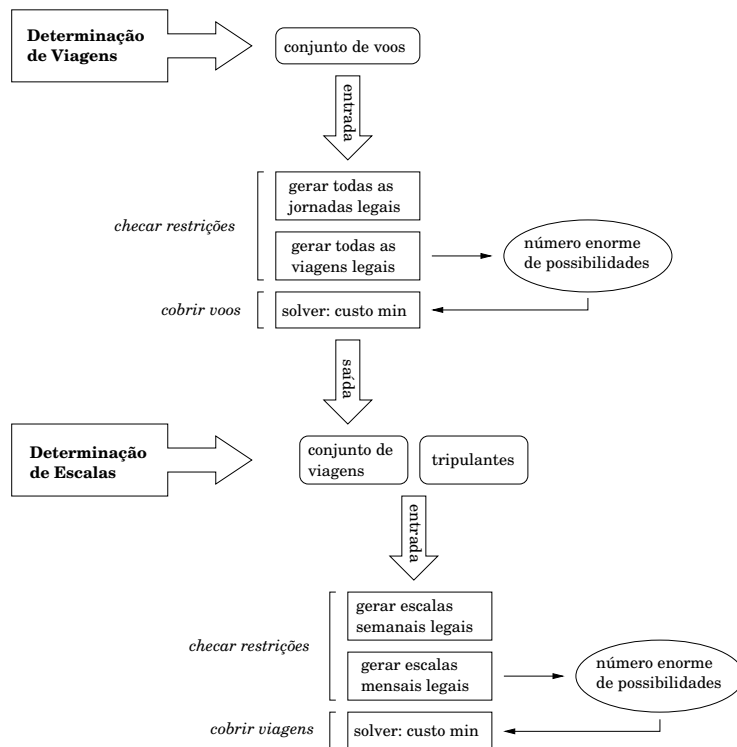 Determinação
de Viagens
conjunto de voos
entrada
gerar todas as
jornadas legais
checar restrições
gerar todas as
viagens legais
número enorme
de possibilidades
cobrir voos
solver: custo min
saída
Determinação
de Escalas
conjunto de
viagens
tripulantes
entrada
gerar escalas
semanais legais
checar restrições
gerar escalas
mensais legais
número enorme
de possibilidades
cobrir viagens
solver: custo min